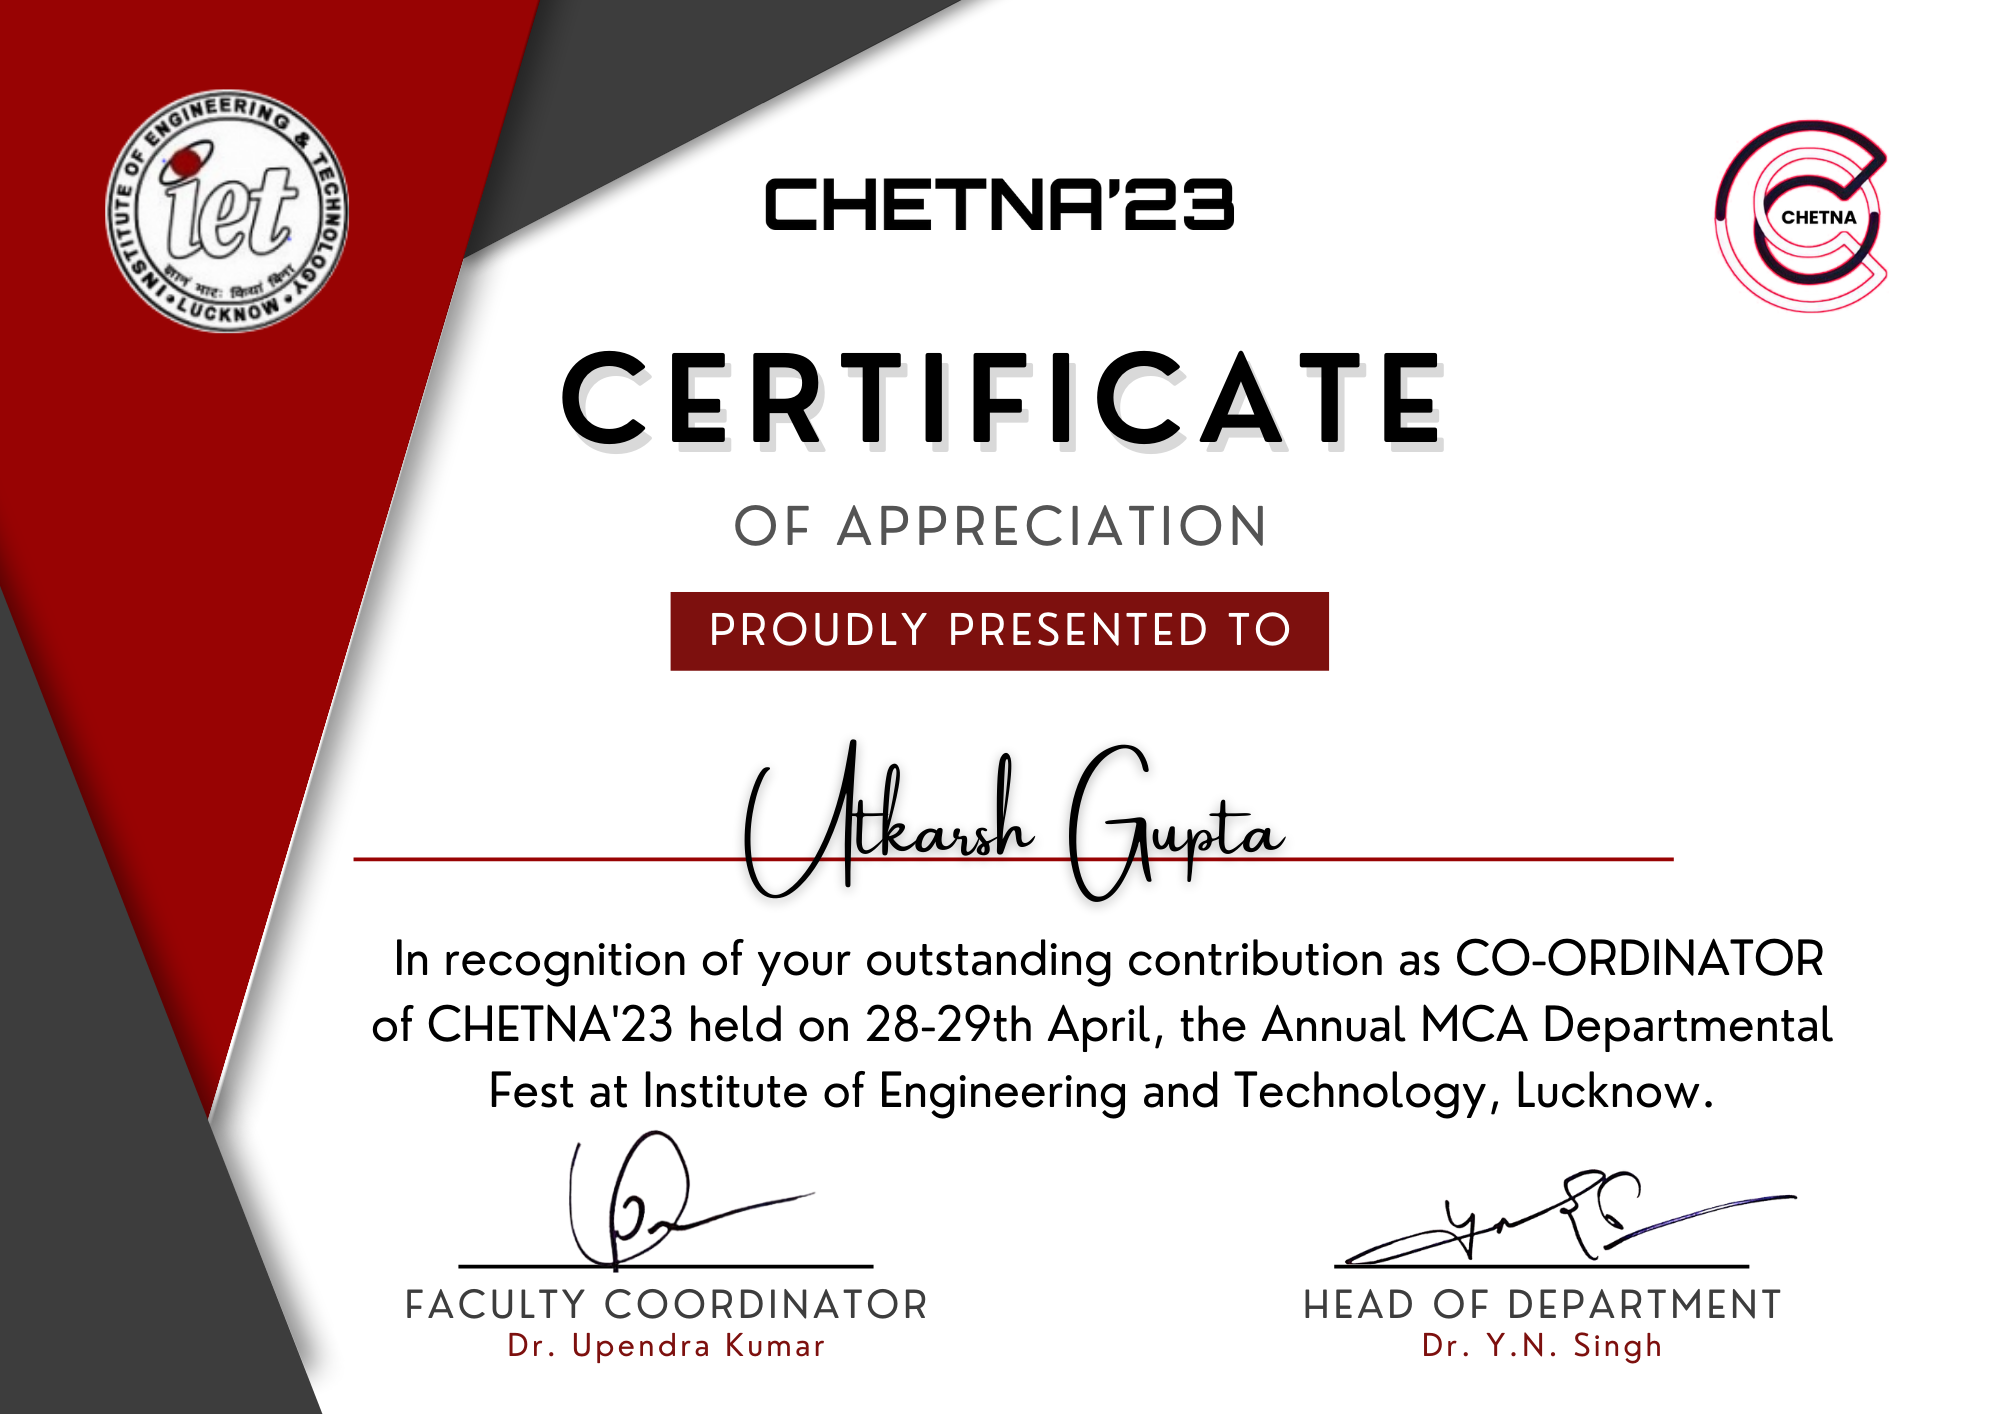 INSTITUTE OF ENGINEERING & TECHNOLOGY
iet
• LUCKNOW •
CHETNA'23
CHETNA
CERTIFICATE
OF APPRECIATION
PROUDLY PRESENTED TO
Utkarsh Gupta
In recognition of your outstanding contribution as CO-ORDINATOR
of CHETNA'23 held on 28-29th April, the Annual MCA Departmental
Fest at Institute of Engineering and Technology, Lucknow.
FACULTY COORDINATOR
Dr. Upendra Kumar
HEAD OF DEPARTMENT
Dr. Y.N. Singh